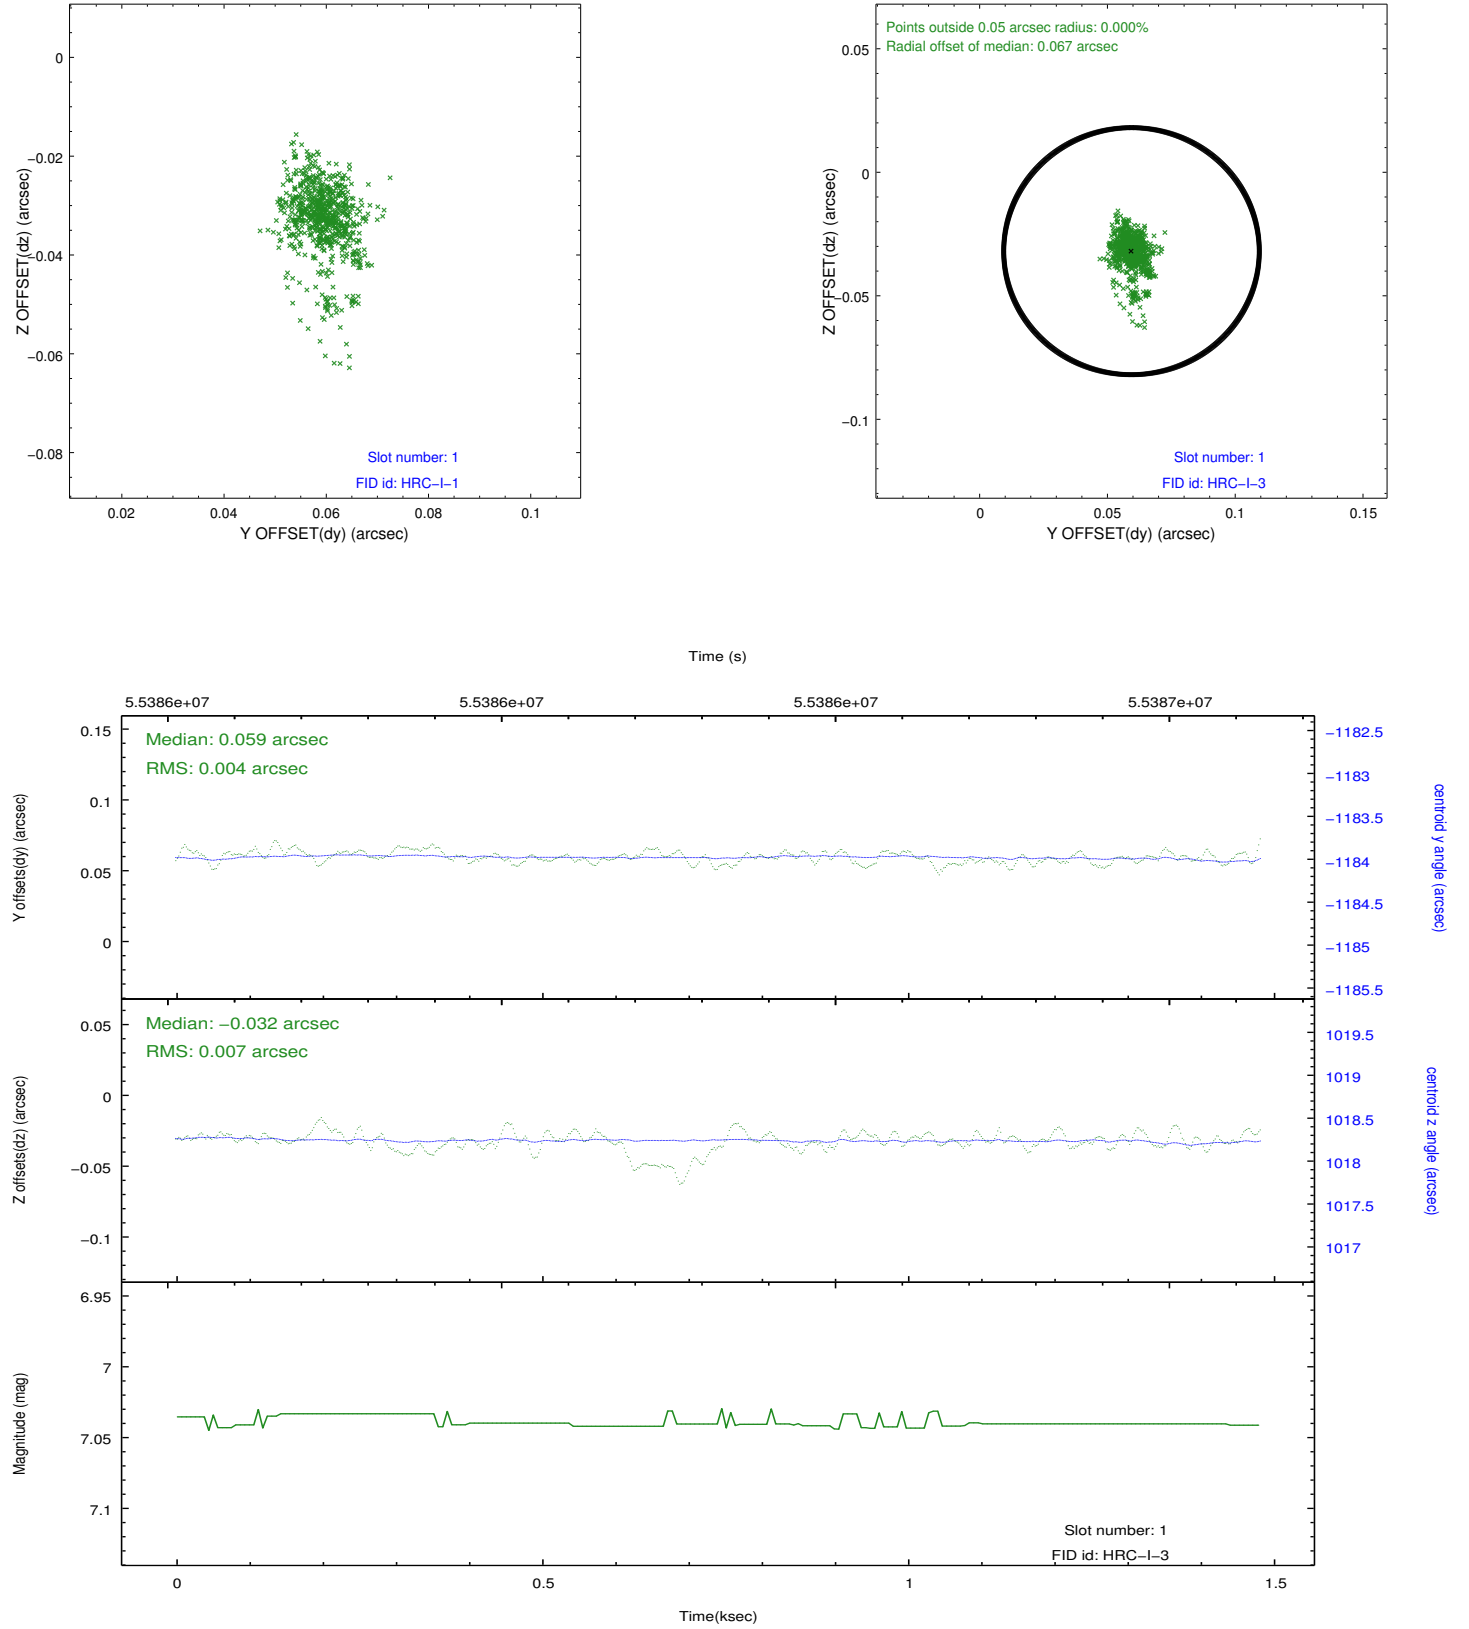 0
−0.02
−0.04
−0.06
−0.08
Z OFFSET(dz) (arcsec)
Slot number: 1
FID id: HRC−I−1
0.02
0.04
0.06
0.08
0.1
Y OFFSET(dy) (arcsec)
Points outside 0.05 arcsec radius: 0.000%
Radial offset of median: 0.067 arcsec
0.05
0
−0.05
−0.1
Z OFFSET(dz) (arcsec)
Slot number: 1
FID id: HRC−I−3
0
0.05
0.1
0.15
Y OFFSET(dy) (arcsec)
Time (s)
5.5386e+07
5.5386e+07
5.5386e+07
5.5387e+07
Median: 0.059 arcsec
RMS: 0.004 arcsec
0.15
0.1
0.05
0
Y offsets(dy) (arcsec)
−1182.5
−1183
−1183.5
−1184
−1184.5
−1185
−1185.5
centroid y angle (arcsec)
Median: −0.032 arcsec
RMS: 0.007 arcsec
0.05
0
−0.05
−0.1
Z offsets(dz) (arcsec)
1019.5
1019
1018.5
1018
1017.5
1017
centroid z angle (arcsec)
6.95
7
7.05
7.1
Magnitude (mag)
Slot number: 1
FID id: HRC−I−3
0
0.5
1
1.5
Time(ksec)